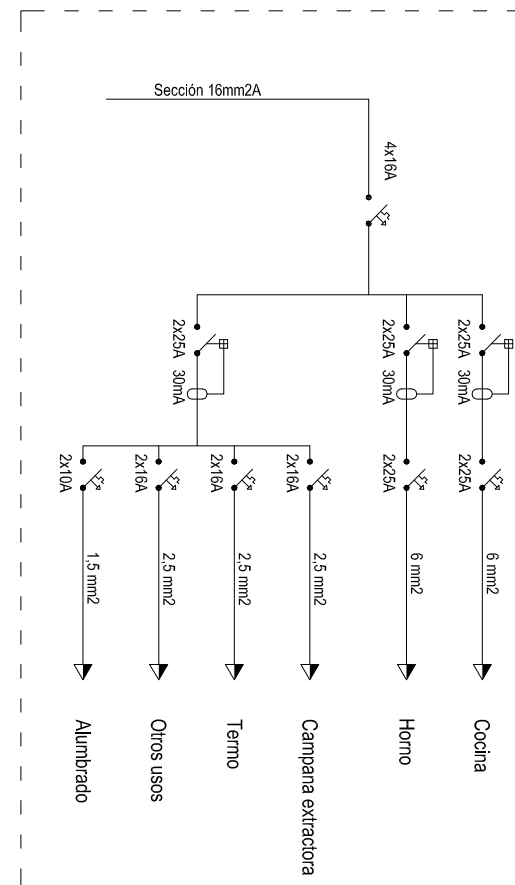 Sección 16mm2A
4x16A
2x25A
30mA
2x25A
30mA
2x25A
30mA
2x10A
2x16A
2x16A
2x16A
2x25A
2x25A
1,5 mm2
2,5 mm2
2,5 mm2
2,5 mm2
6 mm2
6 mm2
Alumbrado
Otros usos
Termo
Campana extractora
Horno
Cocina